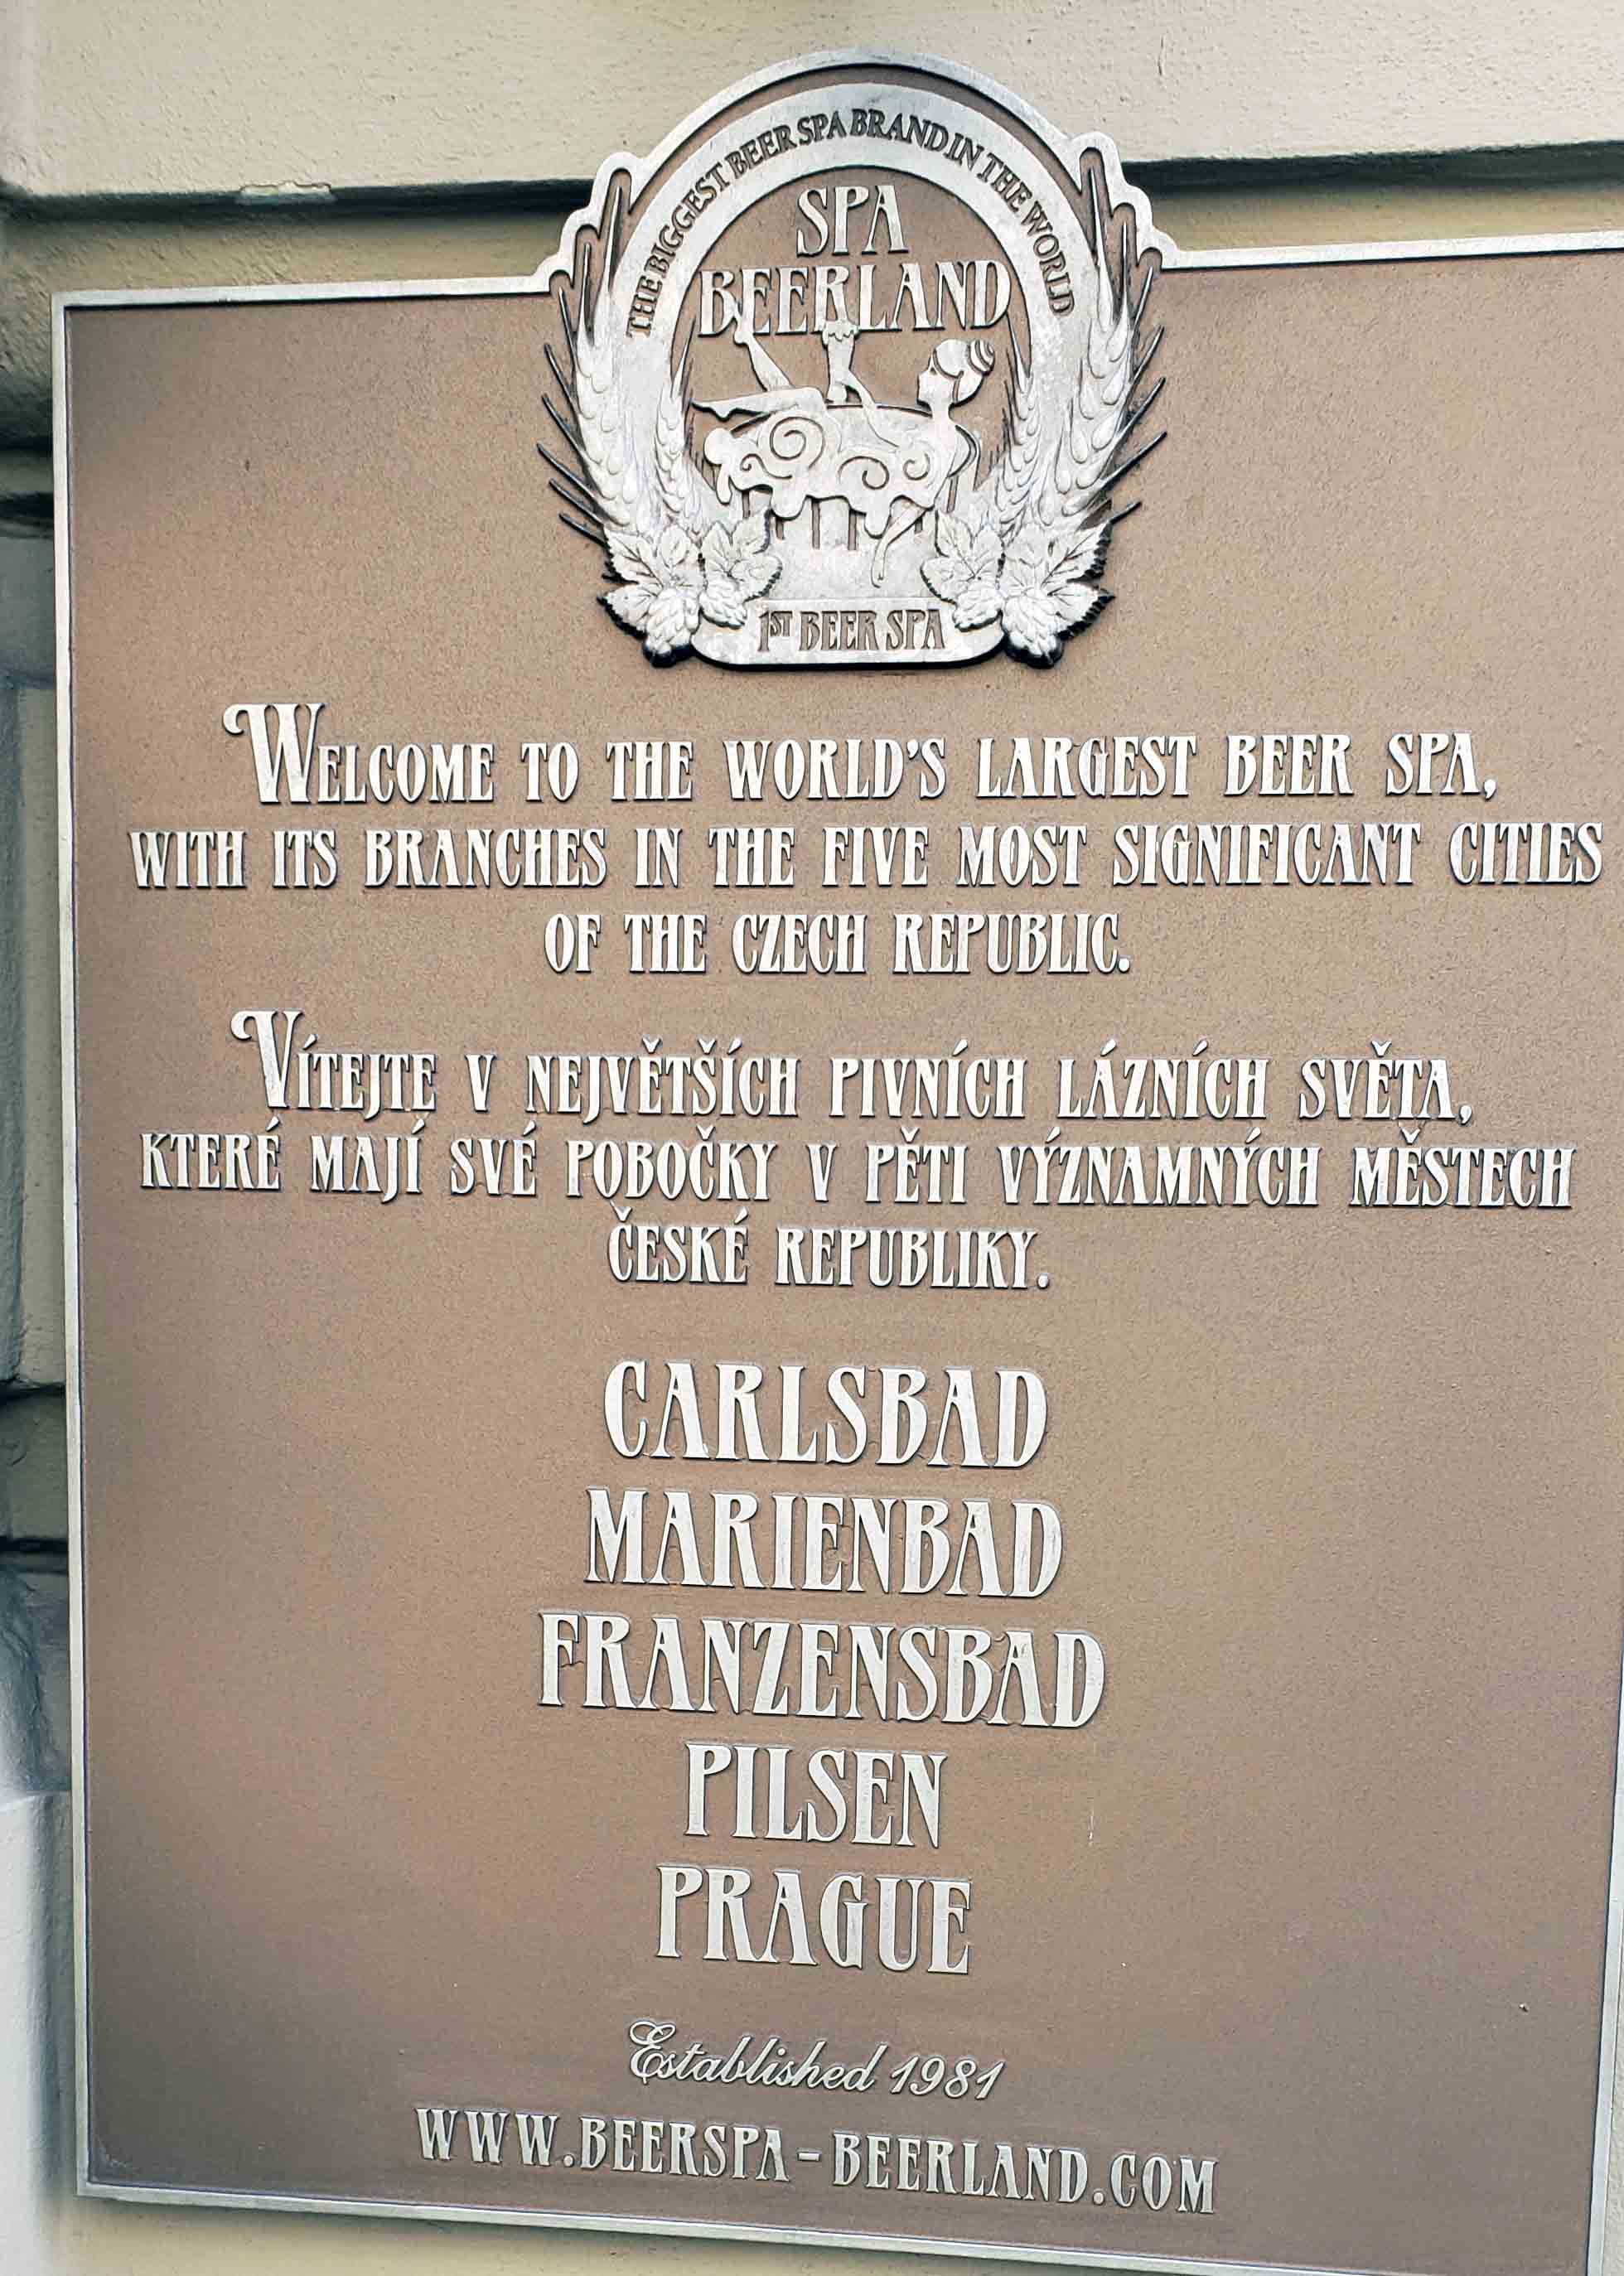 THE BIGGEST BEER SPA BRAND IN THE WORLD
SPA
BEERLAND
1ST BEER SPA
WELCOME TO THE WORLD'S LARGEST BEER SPA,
WITH ITS BRANCHES IN THE FIVE MOST SIGNIFICANT CITIES
OF THE CZECH REPUBLIC.
VÍTEJTE V NEJVĚTŠÍCH PIVNÍCH LÁZNÍCH SVĚTA,
KTERÉ MAJÍ SVÉ POBOČKY V PĚTI VÝZNAMNÝCH MĚSTECH
ČESKÉ REPUBLIKY.
CARLSBAD
MARIENBAD
FRANZENSBAD
PILSEN
PRAGUE
Established 1981
WWW.BEERSPA-BEERLAND.COM